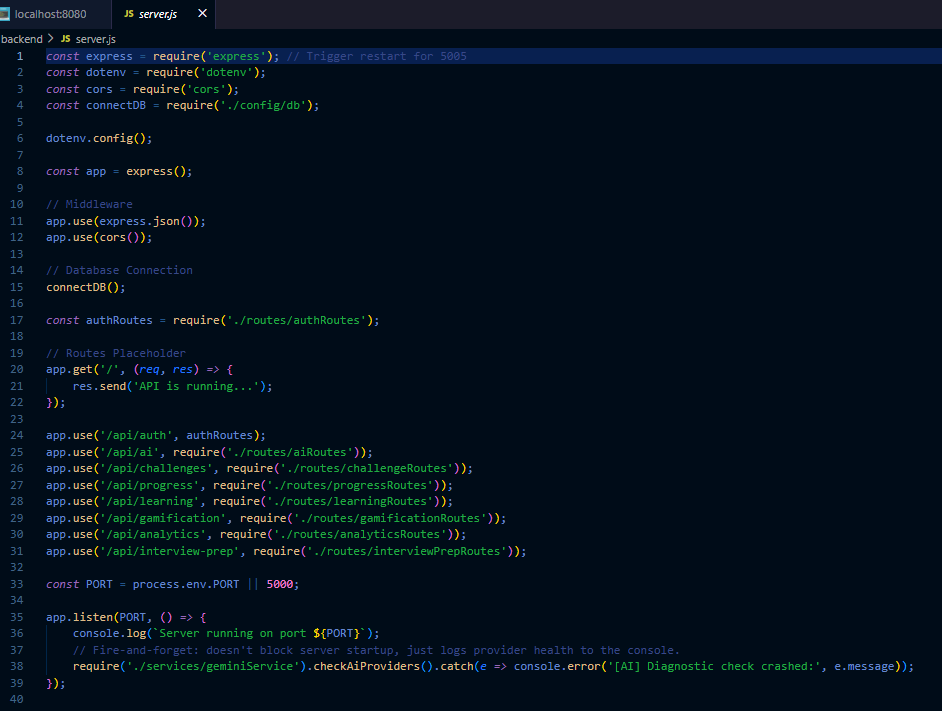 localhost:8080
JS server.js ×
backend > JS server.js
1 const express = require('express'); // Trigger restart for 5005
2 const dotenv = require('dotenv');
3 const cors = require('cors');
4 const connectDB = require('./config/db');
5
6 dotenv.config();
7
8 const app = express();
9
10 // Middleware
11 app.use(express.json());
12 app.use(cors());
13
14 // Database Connection
15 connectDB();
16
17 const authRoutes = require('./routes/authRoutes');
18
19 // Routes Placeholder
20 app.get('/', (req, res) => {
21     res.send('API is running...');
22 });
23
24 app.use('/api/auth', authRoutes);
25 app.use('/api/ai', require('./routes/aiRoutes'));
26 app.use('/api/challenges', require('./routes/challengeRoutes'));
27 app.use('/api/progress', require('./routes/progressRoutes'));
28 app.use('/api/learning', require('./routes/learningRoutes'));
29 app.use('/api/gamification', require('./routes/gamificationRoutes'));
30 app.use('/api/analytics', require('./routes/analyticsRoutes'));
31 app.use('/api/interview-prep', require('./routes/interviewPrepRoutes'));
32
33 const PORT = process.env.PORT || 5000;
34
35 app.listen(PORT, () => {
36     console.log(`Server running on port ${PORT}`);
37     // Fire-and-forget: doesn't block server startup, just logs provider health to the console.
38     require('./services/geminiService').checkAiProviders().catch(e => console.error('[AI] Diagnostic check crashed:', e.message));
39 });
40